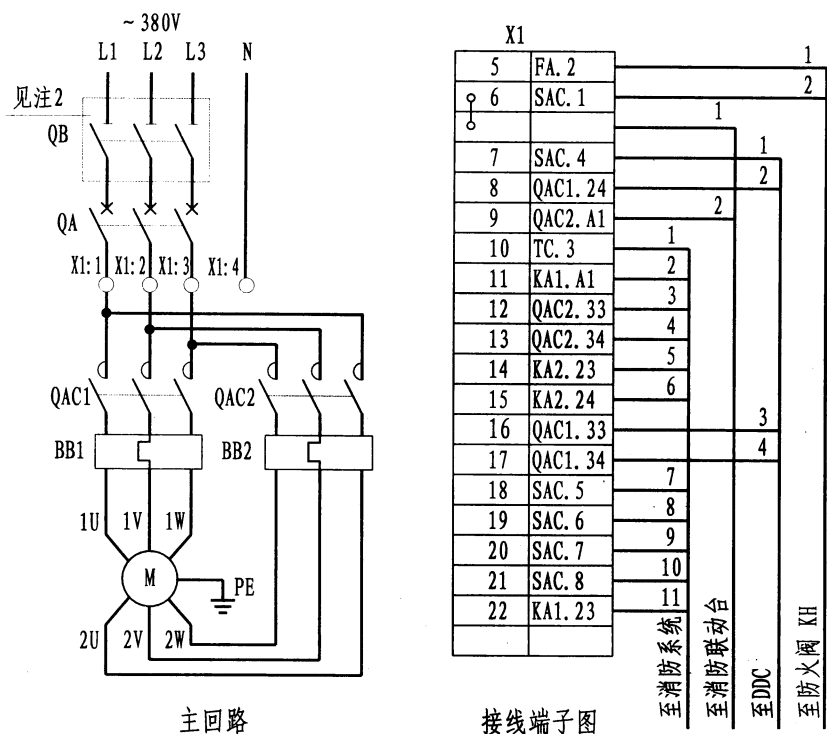 ~380V
L1 L2 L3 N
见注2
QB
QA
X1:1 X1:2 X1:3 X1:4
QAC1 QAC2
BB1 BB2
1U 1V 1W
M
PE
2U 2V 2W
主回路
X1
5 FA.2 1
6 SAC.1 2
1
7 SAC.4 1
8 QAC1.24 2
9 QAC2.A1 2
10 TC.3 1
11 KA1.A1 2
12 QAC2.33 3
13 QAC2.34 4
14 KA2.23 5
15 KA2.24 6
16 QAC1.33 3
17 QAC1.34 4
18 SAC.5 7
19 SAC.6 8
20 SAC.7 9
21 SAC.8 10
22 KA1.23 11
至消防系统
至消防联动台
至DDC
至防火阀 KH
接线端子图